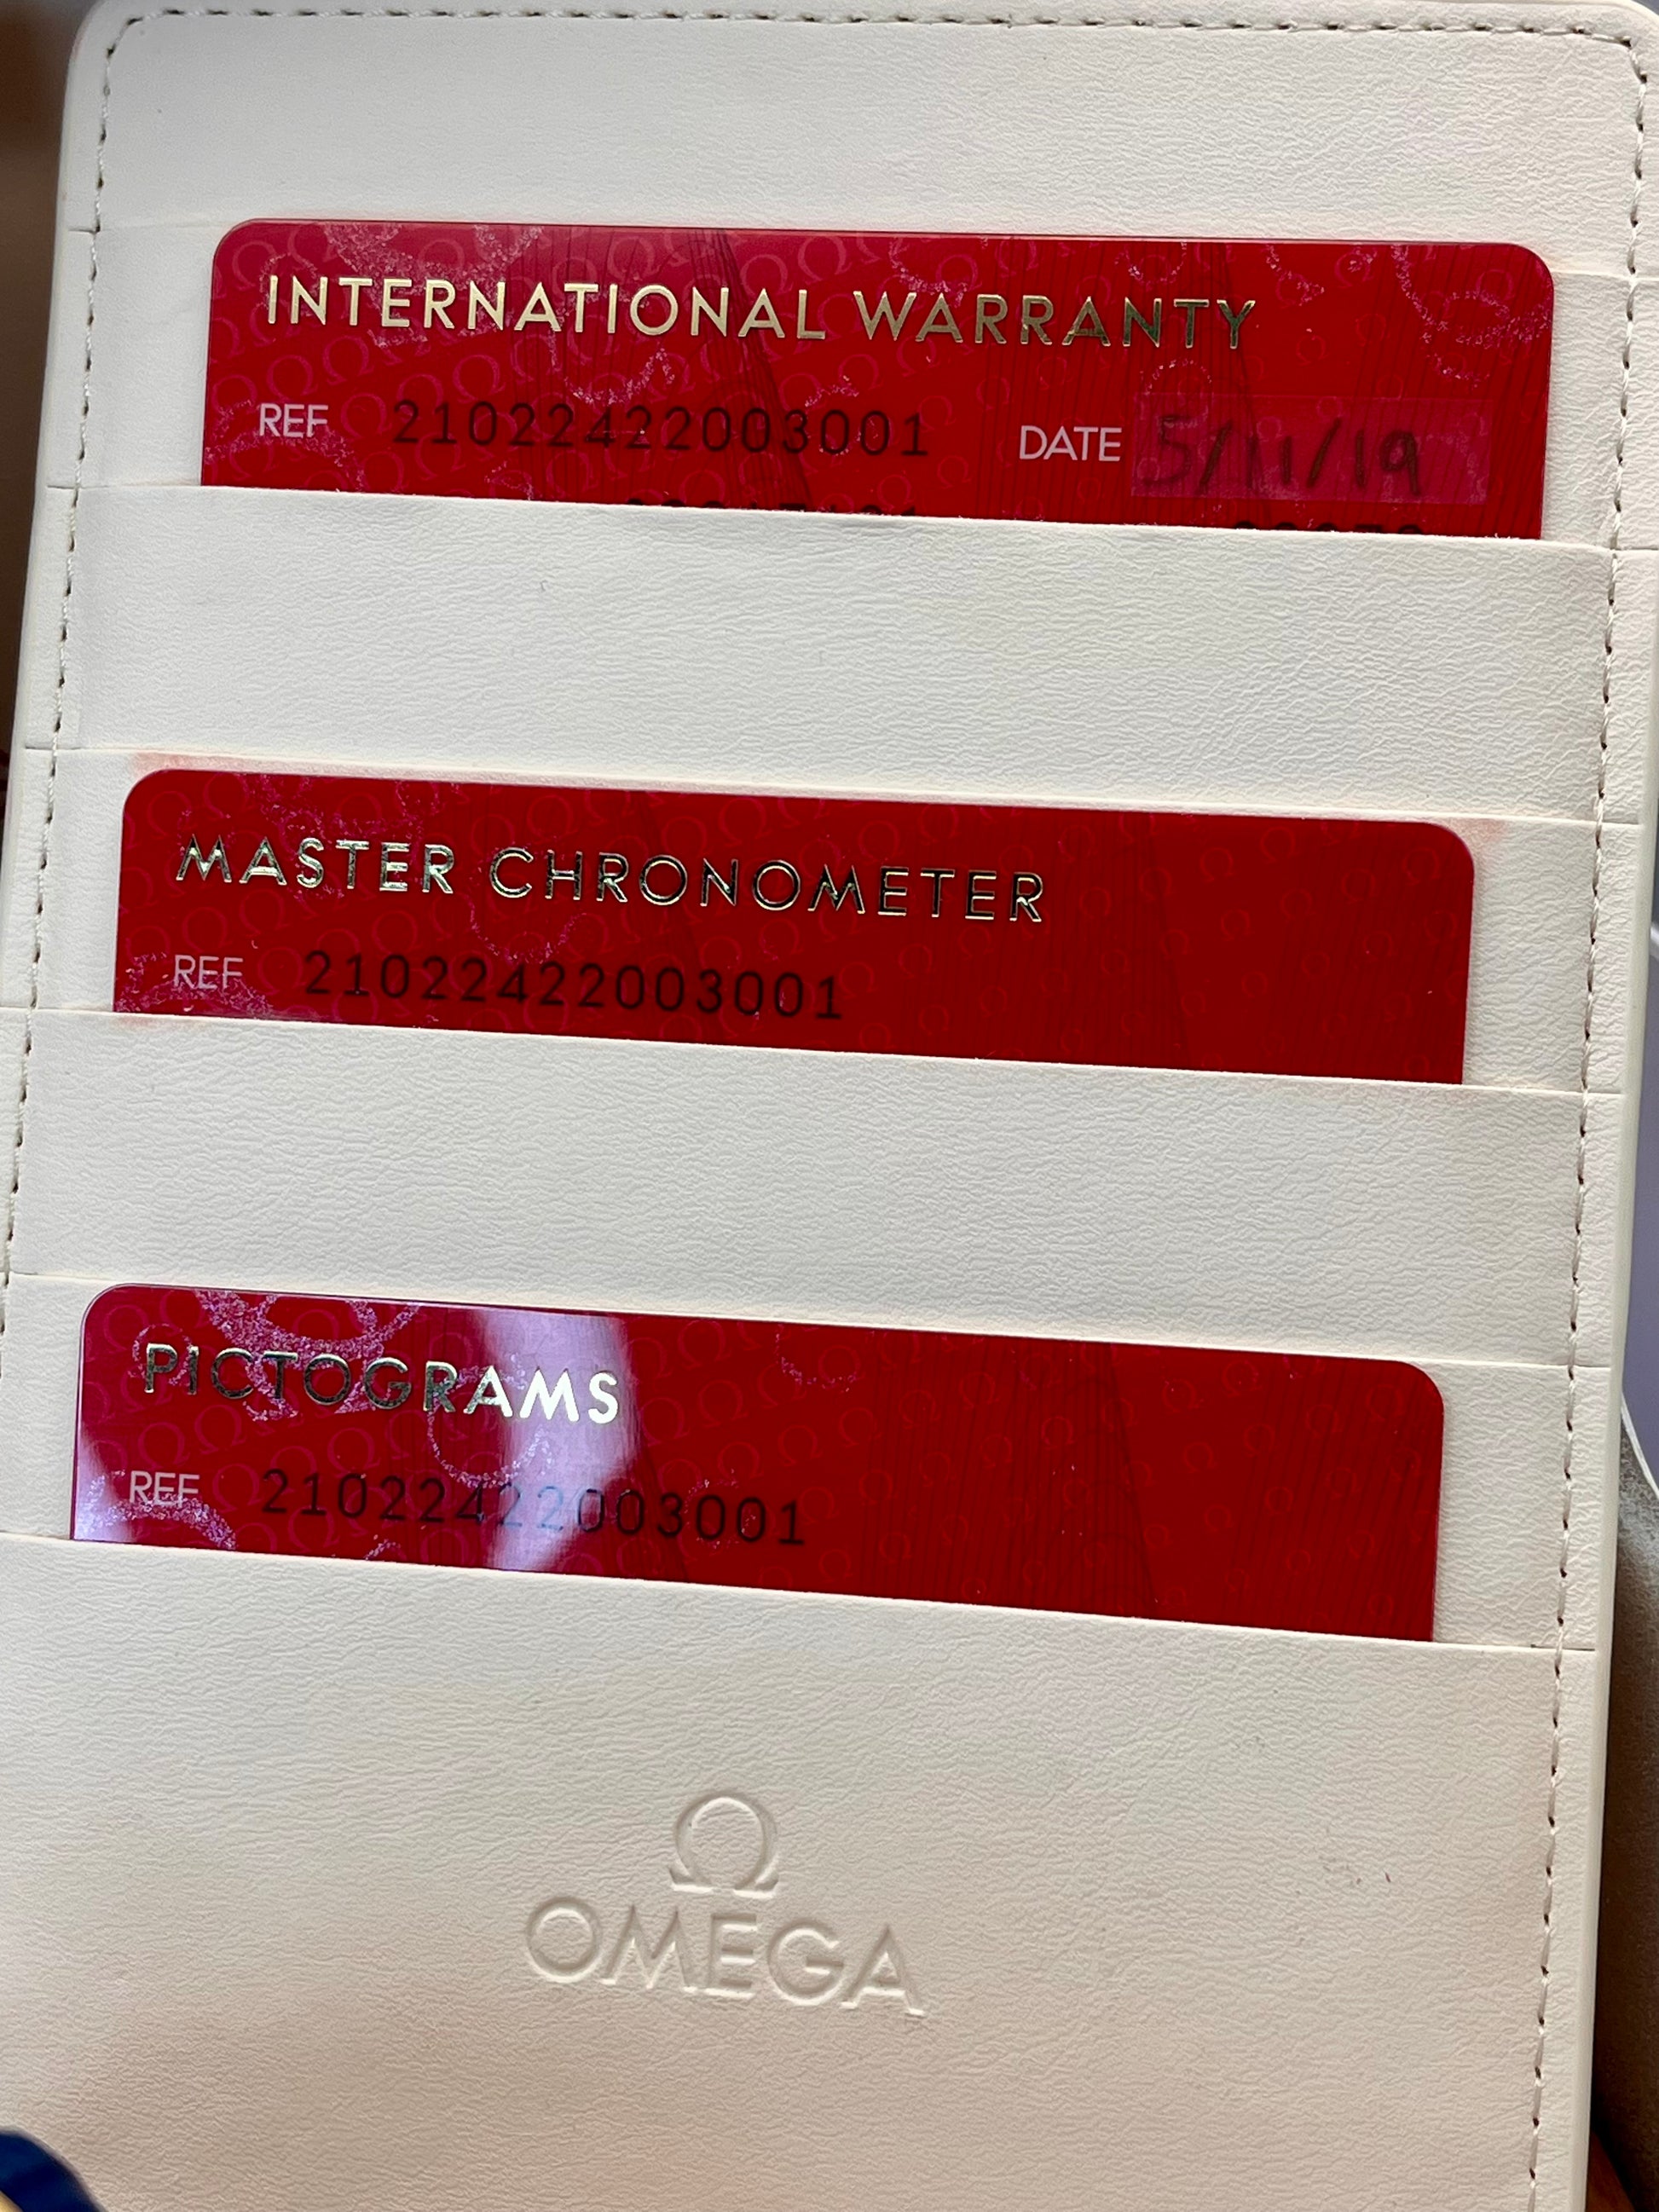 INTERNATIONAL WARRANTY
REF 21022422003001 DATE 5/11/19
MASTER CHRONOMETER
REF 21022422003001
PICTOGRAMS
REF 21022422003001
Ω
OMEGA